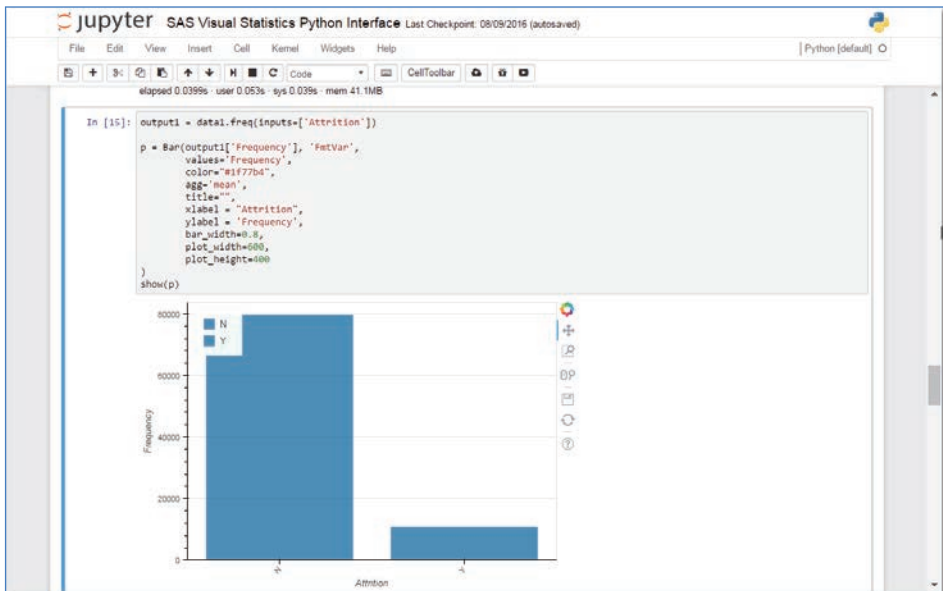 jupyter SAS Visual Statistics Python Interface Last Checkpoint: 08/09/2016 (autosaved)
File Edit View Insert Cell Kernel Widgets Help Python [default]
Code CellToolbar
elapsed 0.0399s · user 0.053s · sys 0.039s · mem 41.1MB
In [15]: output1 = data1.freq(inputs=['Attrition'])
p = Bar(output1['Frequency'], 'FmtVar',
values='Frequency',
color="#1f77b4",
agg='mean',
title="",
xlabel = "Attrition",
ylabel = 'Frequency',
bar_width=0.8,
plot_width=600,
plot_height=400
)
show(p)
80000
N
Y
60000
40000
20000
0
Frequency
N Y
Attrition